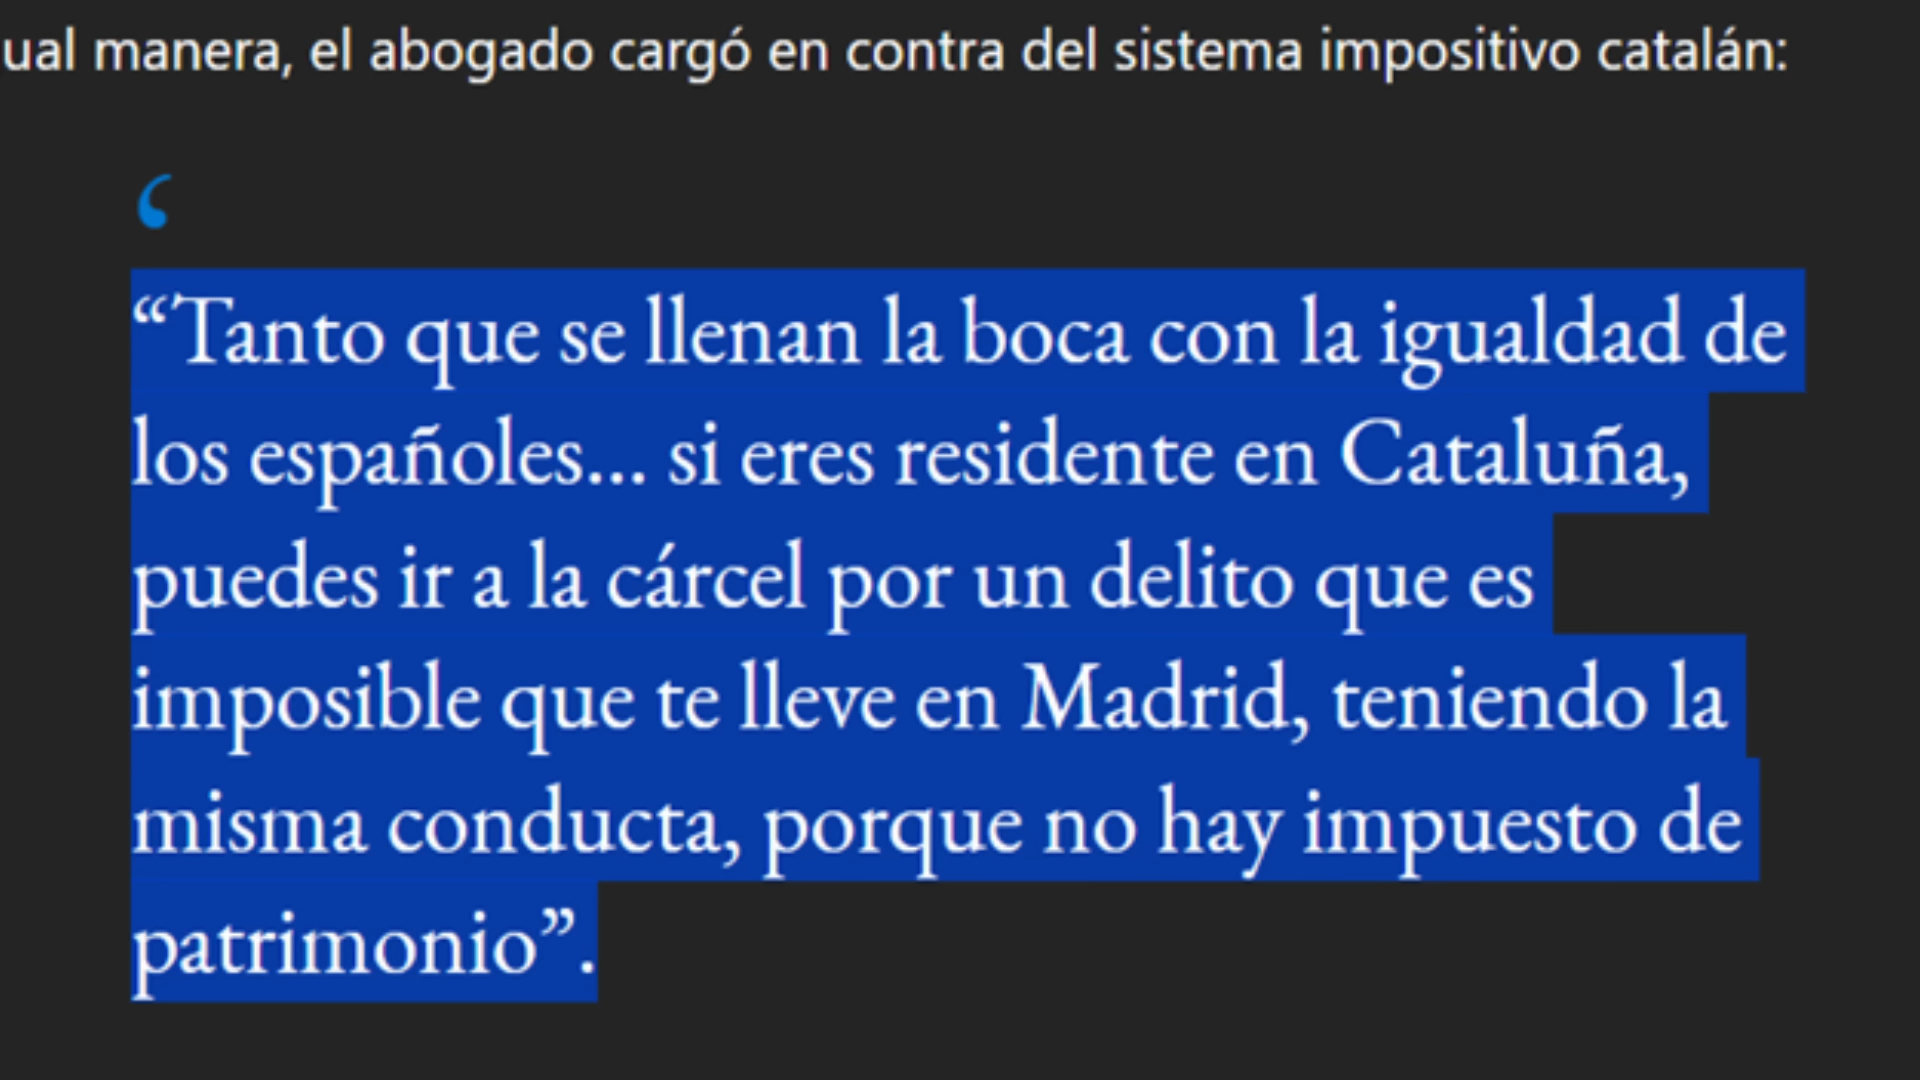 ual manera, el abogado cargó en contra del sistema impositivo catalán:
‘
“Tanto que se llenan la boca con la igualdad de
los españoles... si eres residente en Cataluña,
puedes ir a la cárcel por un delito que es
imposible que te lleve en Madrid, teniendo la
misma conducta, porque no hay impuesto de
patrimonio”.